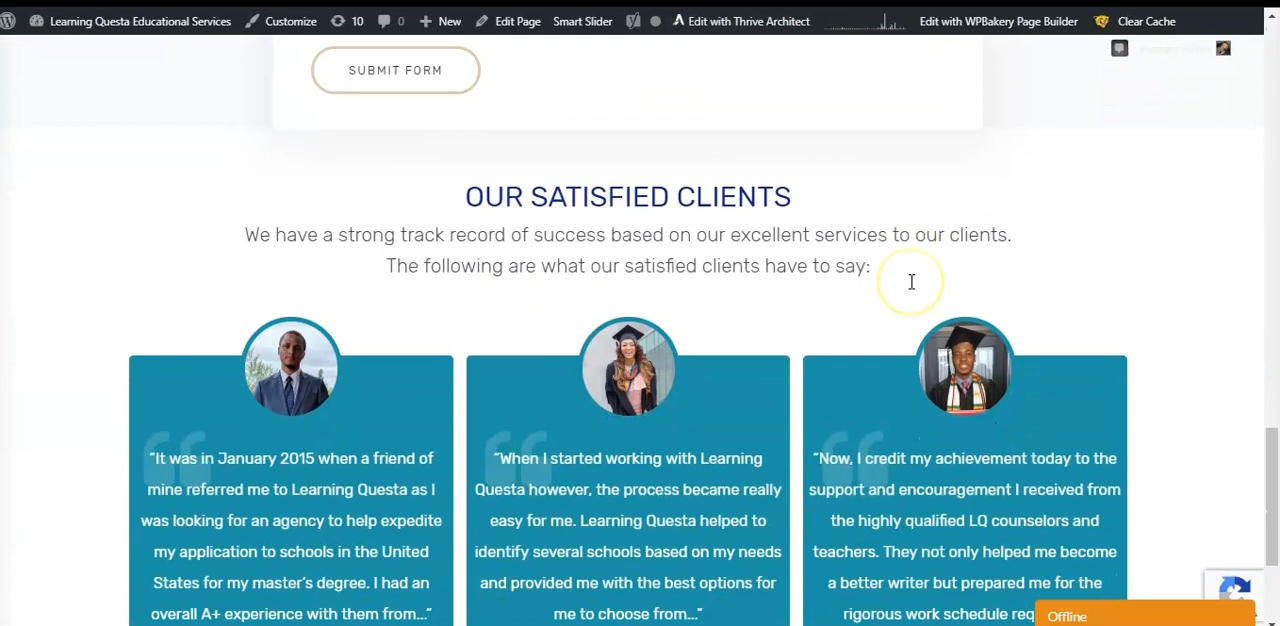 Learning Questa Educational Services Customize 10 0 New Edit Page Smart Slider Edit with Thrive Architect Edit with WPBakery Page Builder Clear Cache
SUBMIT FORM
OUR SATISFIED CLIENTS
We have a strong track record of success based on our excellent services to our clients.
The following are what our satisfied clients have to say:
“It was in January 2015 when a friend of
mine referred me to Learning Questa as I
was looking for an agency to help expedite
my application to schools in the United
States for my master’s degree. I had an
overall A+ experience with them from...”
“When I started working with Learning
Questa however, the process became really
easy for me. Learning Questa helped to
identify several schools based on my needs
and provided me with the best options for
me to choose from...”
“Now, I credit my achievement today to the
support and encouragement I received from
the highly qualified LQ counselors and
teachers. They not only helped me become
a better writer but prepared me for the
rigorous work schedule
Offline